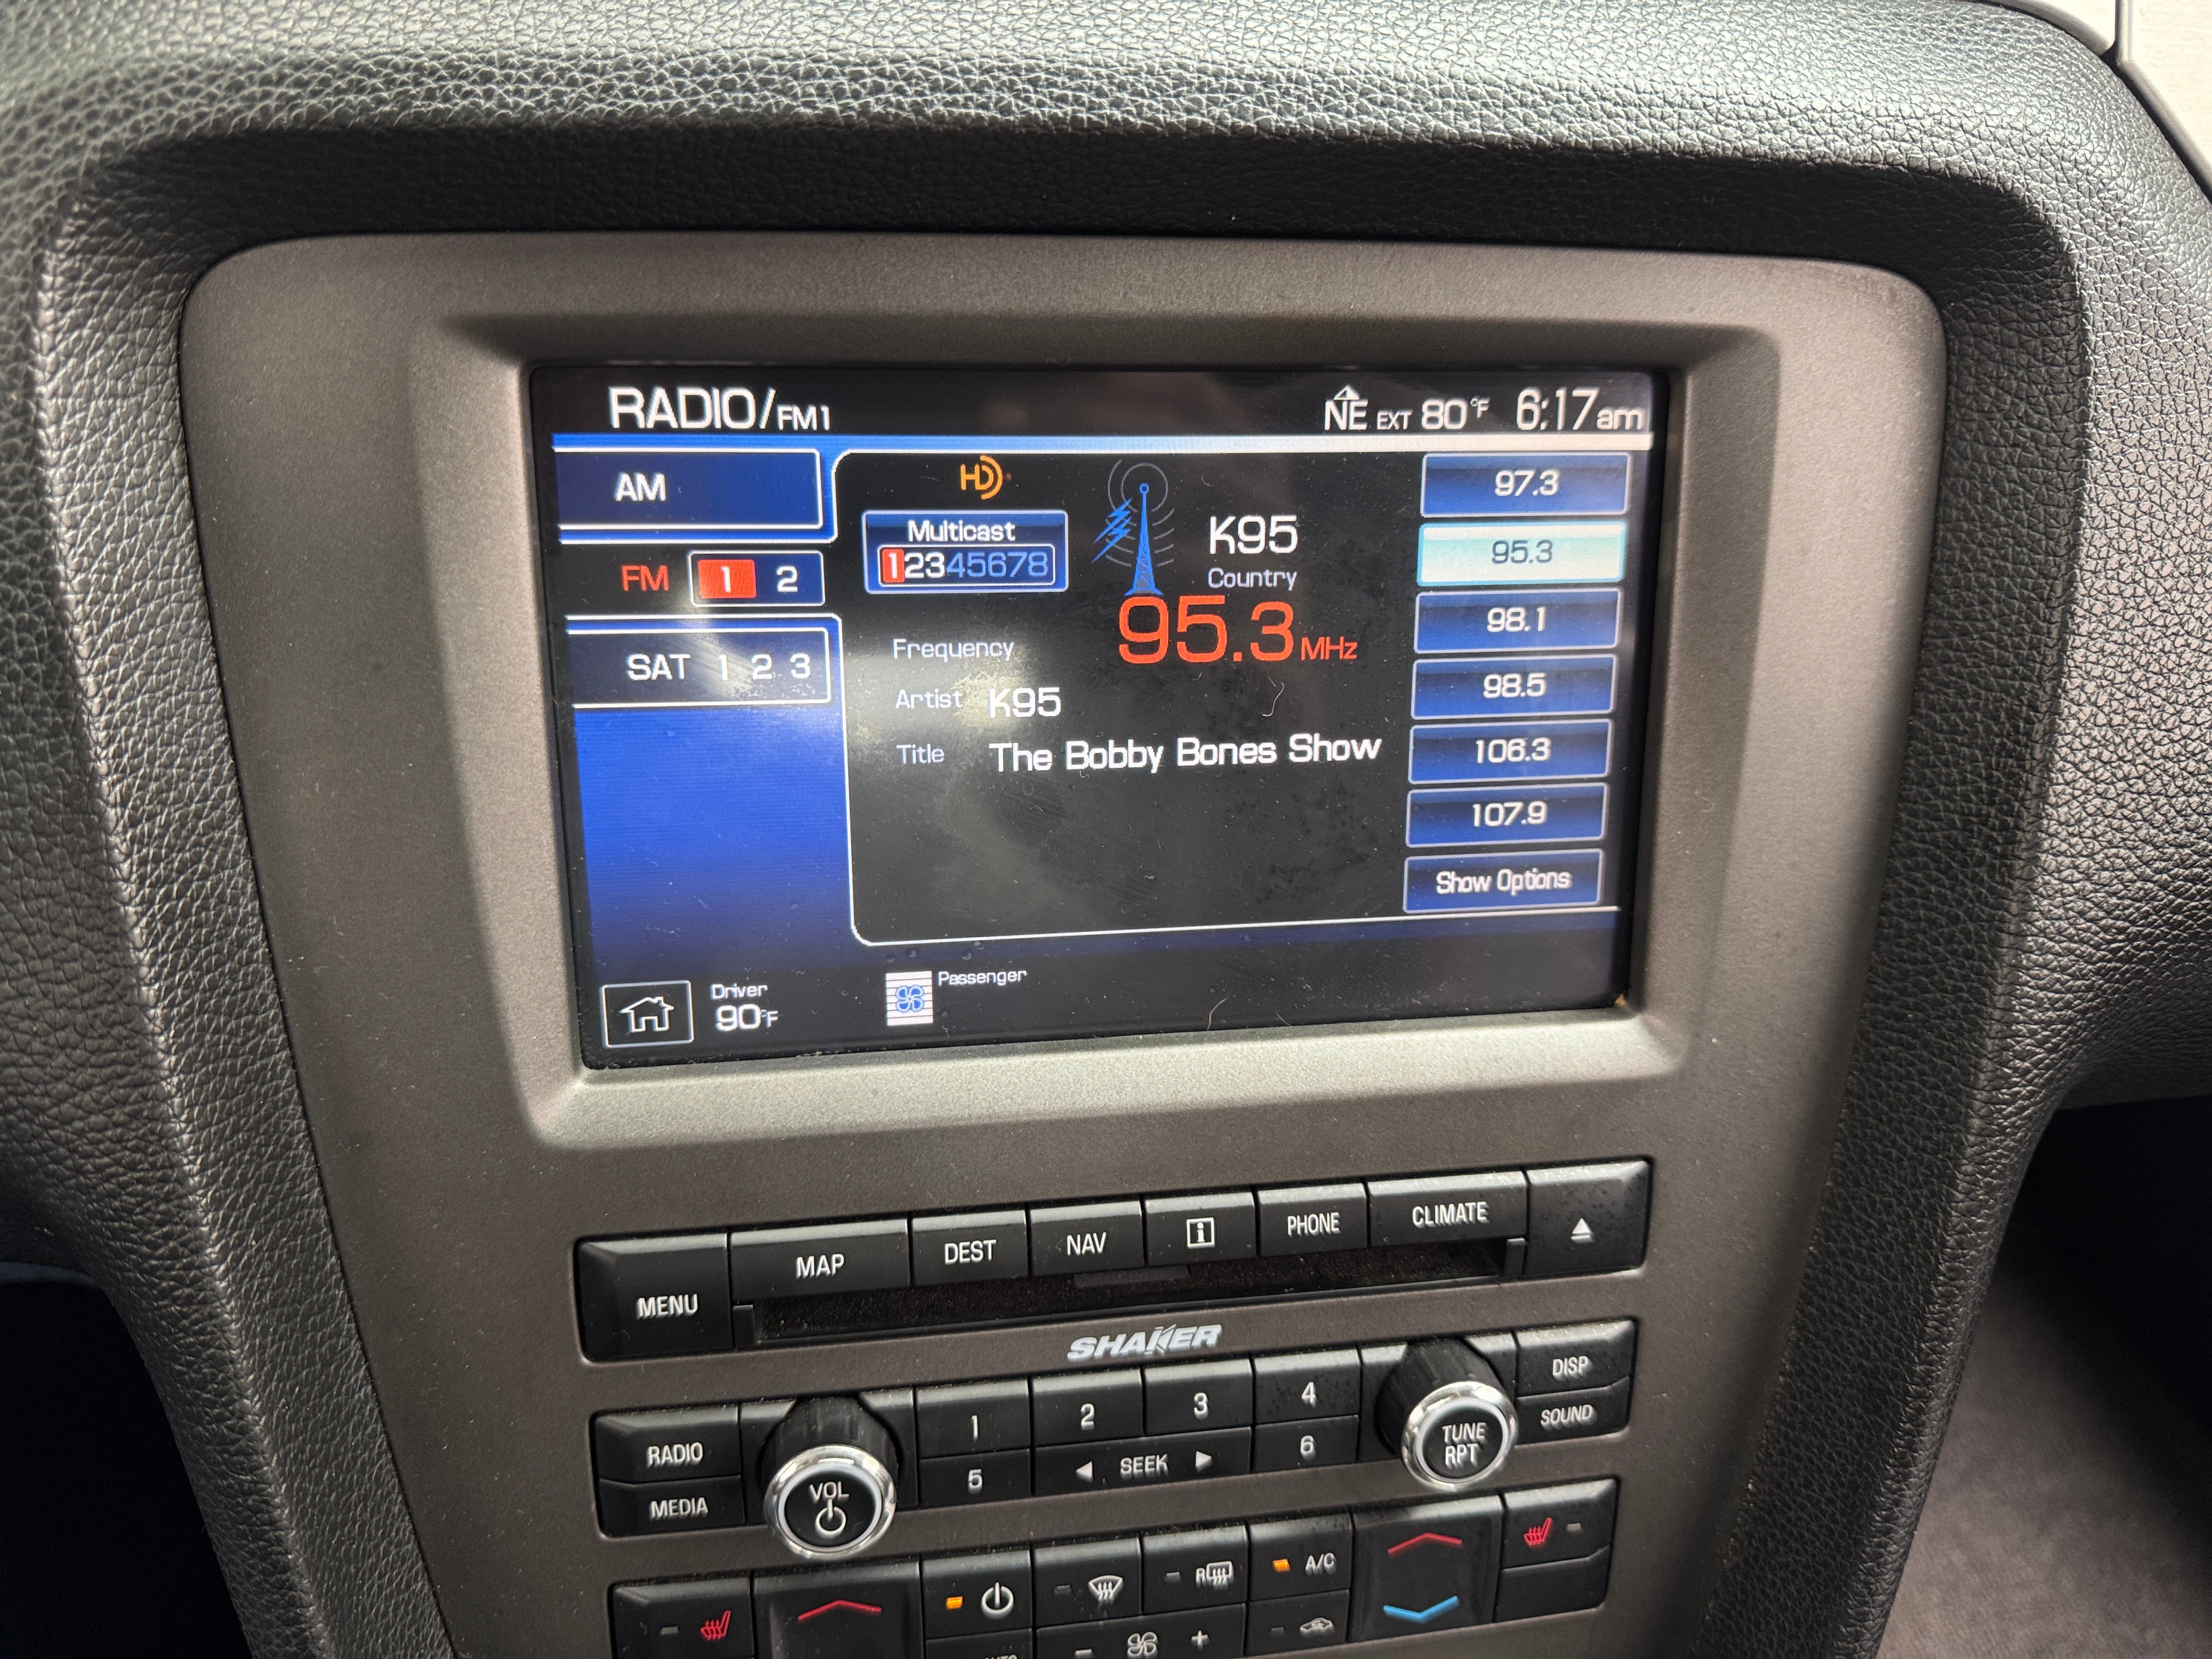 RADIO/FM1
NE EXT 80°F 6:17am
AM
FM 1 2
SAT 1 2 3
HD
Multicast
12345678
K95
Country
Frequency 95.3 MHz
Artist K95
Title The Bobby Bones Show
97.3
95.3
98.1
98.5
106.3
107.9
Show Options
Driver
90°F
Passenger
MENU
MAP
DEST
NAV
i
PHONE
CLIMATE
SHAKER
RADIO
MEDIA
VOL
1
2
3
4
5
SEEK
6
TUNE
RPT
DISP
SOUND
R
A/C
- +
AUTO